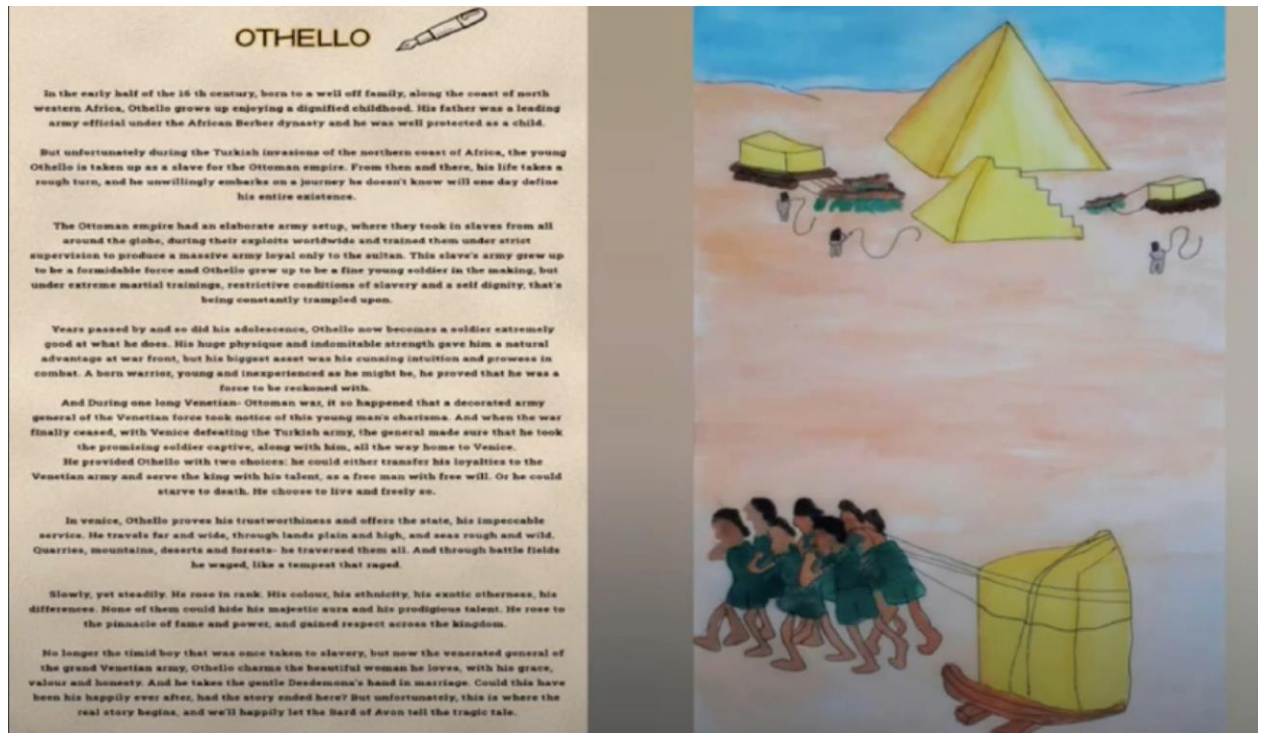 OTHELLO
In the early half of the 16 th century, born to a well off family, along the coast of north
western Africa, Othello grows up enjoying a dignified childhood. His father was a leading
army official under the African Berber dynasty and he was well protected as a child.
But unfortunately during the Turkish invasions of the northern coast of Africa, the young
Othello is taken up as a slave for the Ottoman empire. From then and there, his life takes a
rough turn, and he unwillingly embarks on a journey he doesn't know will one day define
his entire existence.
The Ottoman empire had an elaborate army setup, where they took in slaves from all
around the globe, during their exploits worldwide and trained them under strict
supervision to produce a massive army loyal only to the sultan. This slave's army grew up
to be a formidable force and Othello grew up to be a fine young soldier in the making, but
under extreme martial trainings, restrictive conditions of slavery and a self dignity, that's
being constantly trampled upon.
Years passed by and so did his adolescence, Othello now becomes a soldier extremely
good at what he does. His huge physique and indomitable strength gave him a natural
advantage at war front, but his biggest asset was his cunning intuition and prowess in
combat. A born warrior, young and inexperienced as he might be, he proved that he was a
force to be reckoned with.
And During one long Venetian- Ottoman war, it so happened that a decorated army
general of the Venetian force took notice of this young man's charisma. And when the war
finally ceased, with Venice defeating the Turkish army, the general made sure that he took
the promising soldier captive, along with him, all the way home to Venice.
He provided Othello with two choices: he could either transfer his loyalties to the
Venetian army and serve the king with his talent, as a free man with free will. Or he could
starve to death. He choose to live and freely so.
In venice, Othello proves his trustworthiness and offers the state, his impeccable
service. He travels far and wide, through lands plain and high, and seas rough and wild.
Quarries, mountains, deserts and forests- he traversed them all. And through battle fields
he waged, like a tempest that raged.
Slowly, yet steadily. He rose in rank. His colour, his ethnicity, his exotic otherness, his
differences. None of them could hide his majestic aura and his prodigious talent. He rose to
the pinnacle of fame and power, and gained respect across the kingdom.
No longer the timid boy that was once taken to slavery, but now the venerated general of
the grand Venetian army, Othello charms the beautiful woman he loves, with his grace,
valour and honesty. And he takes the gentle Desdemona's hand in marriage. Could this have
been his happily ever after, had the story ended here? But unfortunately, this is where the
real story begins, and we'll happily let the Bard of Avon tell the tragic tale.